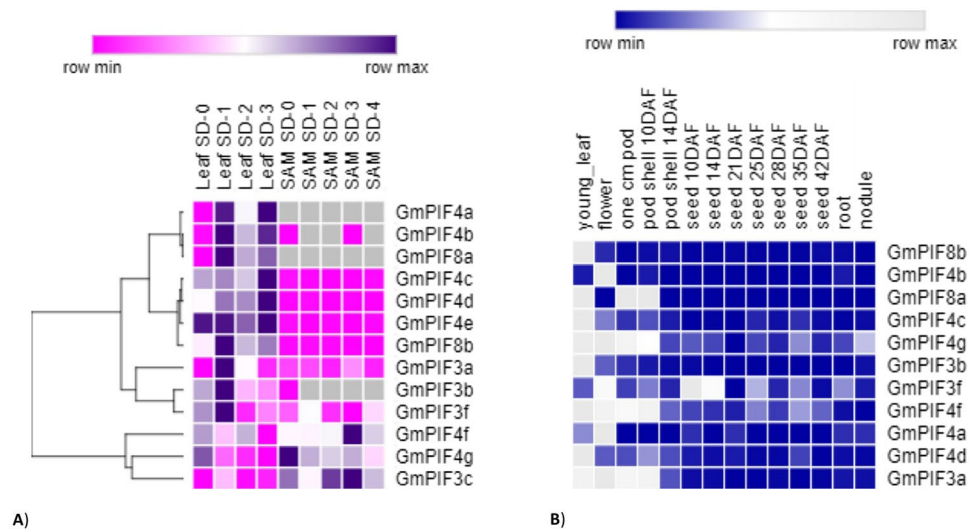 row min row max
Leaf SD-0
Leaf SD-1
Leaf SD-2
Leaf SD-3
SAM SD-0
SAM SD-1
SAM SD-2
SAM SD-3
SAM SD-4
GmPIF4a
GmPIF4b
GmPIF8a
GmPIF4c
GmPIF4d
GmPIF4e
GmPIF8b
GmPIF3a
GmPIF3b
GmPIF3f
GmPIF4f
GmPIF4g
GmPIF3c
A)
row min row max
young_leaf
flower
one cm pod
pod shell 10DAF
pod shell 14DAF
seed 10DAF
seed 14DAF
seed 21DAF
seed 25DAF
seed 28DAF
seed 35DAF
seed 42DAF
root
nodule
GmPIF8b
GmPIF4b
GmPIF8a
GmPIF4c
GmPIF4g
GmPIF3b
GmPIF3f
GmPIF4f
GmPIF4a
GmPIF4d
GmPIF3a
B)